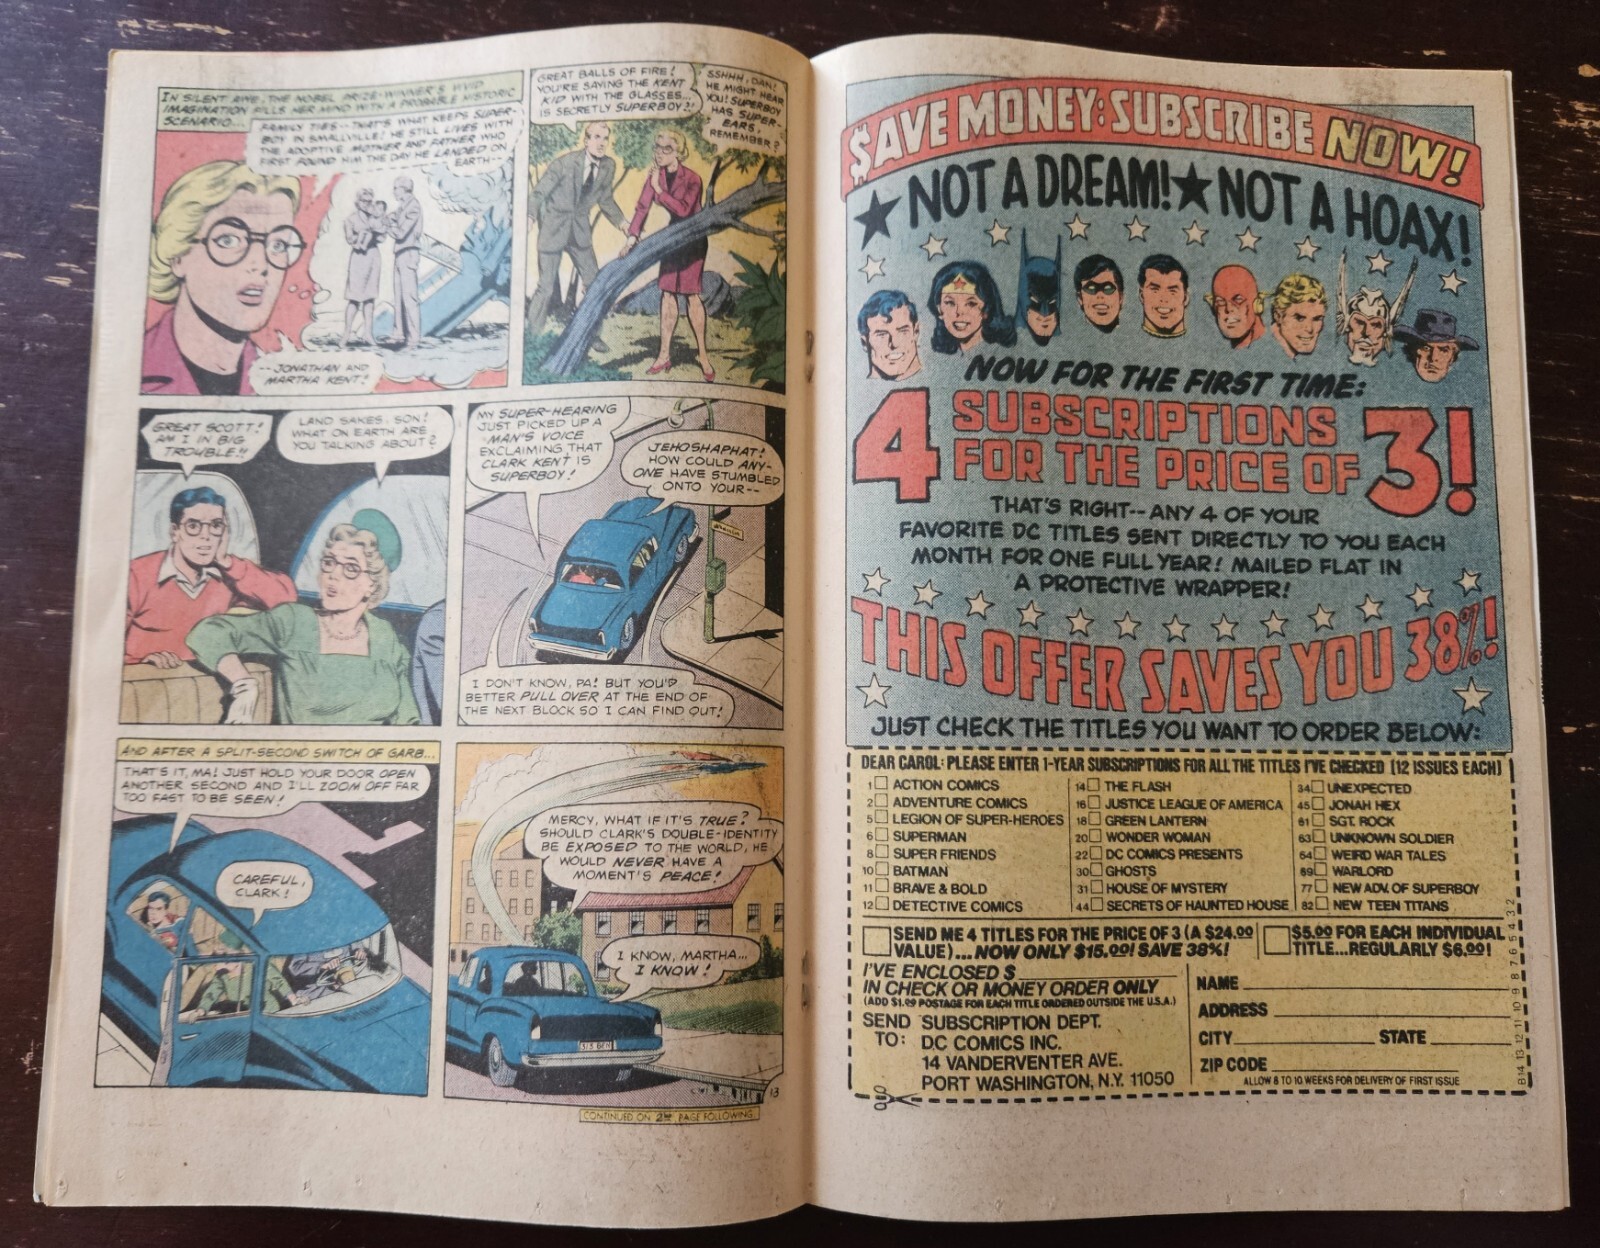 IN SILENT AWE, THE NOBEL PRIZE-WINNER'S VIVID
IMAGINATION FILLS HER MIND WITH A PROBABLE HISTORIC
SCENARIO...
FAMILY TIES--THAT'S WHAT KEEPS SUPER-
BOY IN SMALLVILLE! HE STILL LIVES WITH
THE ADOPTIVE MOTHER AND FATHER WHO
FIRST FOUND HIM THE DAY HE LANDED ON
EARTH--
--JONATHAN AND
MARTHA KENT!
GREAT BALLS OF FIRE!
YOU'RE SAYING THE KENT
KID WITH THE GLASSES...
IS SECRETLY SUPERBOY?!
SSHHH, DAN!
HE MIGHT HEAR
YOU! SUPERBOY
HAS SUPER-
EARS,
REMEMBER?
GREAT SCOTT!
AM I IN BIG
TROUBLE!!
LAND SAKES, SON!
WHAT ON EARTH ARE
YOU TALKING ABOUT?
MY SUPER-HEARING
JUST PICKED UP A
MAN'S VOICE
EXCLAIMING THAT
CLARK KENT IS
SUPERBOY!
JEHOSHAPHAT!
HOW COULD ANY-
ONE HAVE STUMBLED
ONTO YOUR--
I DON'T KNOW, PA! BUT YOU'D
BETTER PULL OVER AT THE END OF
THE NEXT BLOCK SO I CAN FIND OUT!
AND AFTER A SPLIT-SECOND SWITCH OF GARB...
THAT'S IT, MA! JUST HOLD YOUR DOOR OPEN
ANOTHER SECOND AND I'LL ZOOM OFF FAR
TOO FAST TO BE SEEN!
CAREFUL,
CLARK!
MERCY, WHAT IF IT'S TRUE?
SHOULD CLARK'S DOUBLE-IDENTITY
BE EXPOSED TO THE WORLD, HE
WOULD NEVER HAVE A
MOMENT'S PEACE!
I KNOW, MARTHA...
I KNOW!
13
CONTINUED ON 2nd PAGE FOLLOWING
$AVE MONEY: SUBSCRIBE NOW!
NOT A DREAM! NOT A HOAX!
NOW FOR THE FIRST TIME:
4 SUBSCRIPTIONS
FOR THE PRICE OF 3!
THAT'S RIGHT--ANY 4 OF YOUR
FAVORITE DC TITLES SENT DIRECTLY TO YOU EACH
MONTH FOR ONE FULL YEAR! MAILED FLAT IN
A PROTECTIVE WRAPPER!
THIS OFFER SAVES YOU 38%!
JUST CHECK THE TITLES YOU WANT TO ORDER BELOW:
DEAR CAROL: PLEASE ENTER 1-YEAR SUBSCRIPTIONS FOR ALL THE TITLES I'VE CHECKED (12 ISSUES EACH)
1 ACTION COMICS
2 ADVENTURE COMICS
5 LEGION OF SUPER-HEROES
6 SUPERMAN
8 SUPER FRIENDS
10 BATMAN
11 BRAVE & BOLD
12 DETECTIVE COMICS
14 THE FLASH
16 JUSTICE LEAGUE OF AMERICA
18 GREEN LANTERN
20 WONDER WOMAN
22 DC COMICS PRESENTS
30 GHOSTS
31 HOUSE OF MYSTERY
44 SECRETS OF HAUNTED HOUSE
34 UNEXPECTED
45 JONAH HEX
61 SGT. ROCK
63 UNKNOWN SOLDIER
64 WEIRD WAR TALES
69 WARLORD
77 NEW ADV. OF SUPERBOY
82 NEW TEEN TITANS
SEND ME 4 TITLES FOR THE PRICE OF 3 (A $24.00
VALUE)...NOW ONLY $15.00! SAVE 38%!
$5.00 FOR EACH INDIVIDUAL
TITLE...REGULARLY $6.00!
I'VE ENCLOSED $
IN CHECK OR MONEY ORDER ONLY
(ADD $1.09 POSTAGE FOR EACH TITLE ORDERED OUTSIDE THE U.S.A.)
SEND TO: SUBSCRIPTION DEPT.
DC COMICS INC.
14 VANDERVENTER AVE.
PORT WASHINGTON, N.Y. 11050
NAME
ADDRESS
CITY STATE
ZIP CODE
ALLOW 8 TO 10 WEEKS FOR DELIVERY OF FIRST ISSUE
B 14 13 12 11 10 9 8 7 6 5 4 3 2